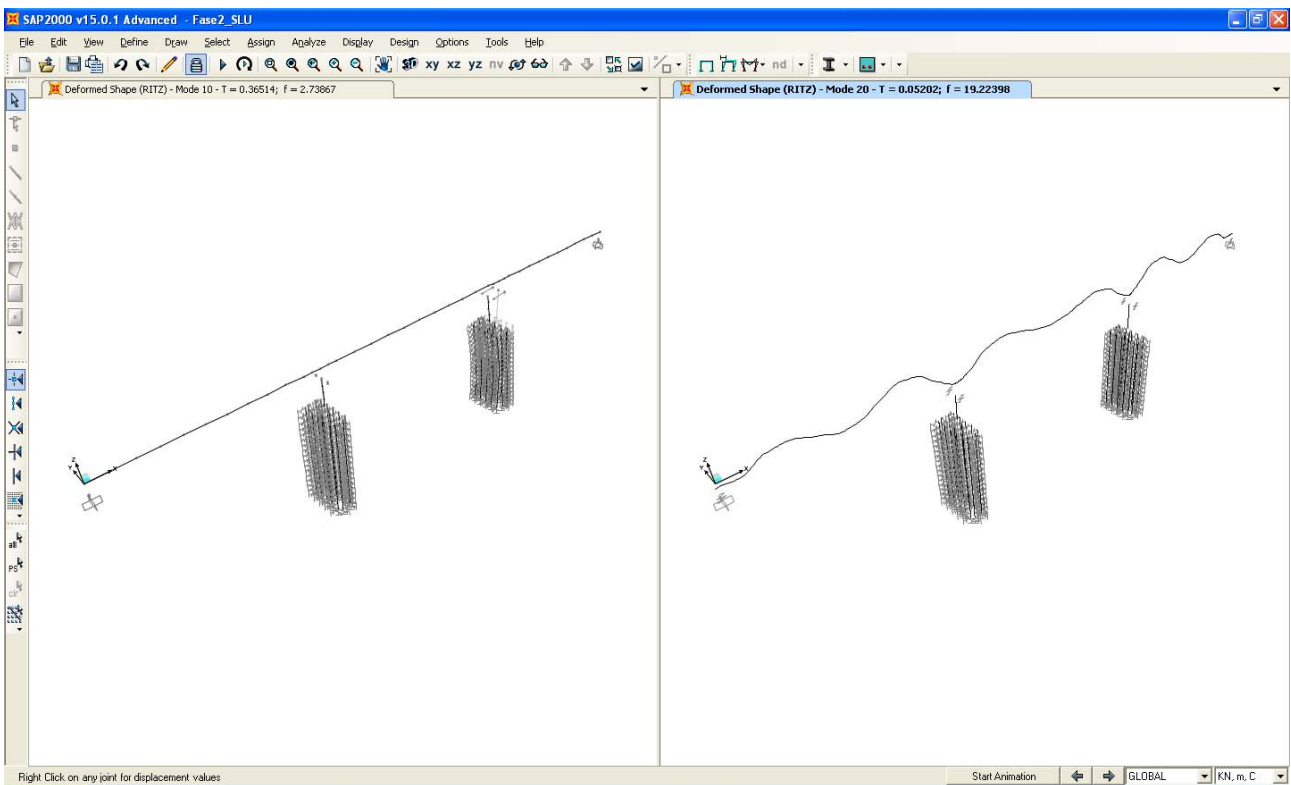 SAP2000 v15.0.1 Advanced - Fase2_SLU
File Edit View Define Draw Select Assign Analyze Display Design Options Tools Help
xy xz yz nv nd
Deformed Shape (RITZ) - Mode 10 - T = 0.36514; f = 2.73867
Deformed Shape (RITZ) - Mode 20 - T = 0.05202; f = 19.22398
Z
Y
X
Z
Y
X
all
PS
clr
Right Click on any joint for displacement values
Start Animation
GLOBAL
KN, m, C